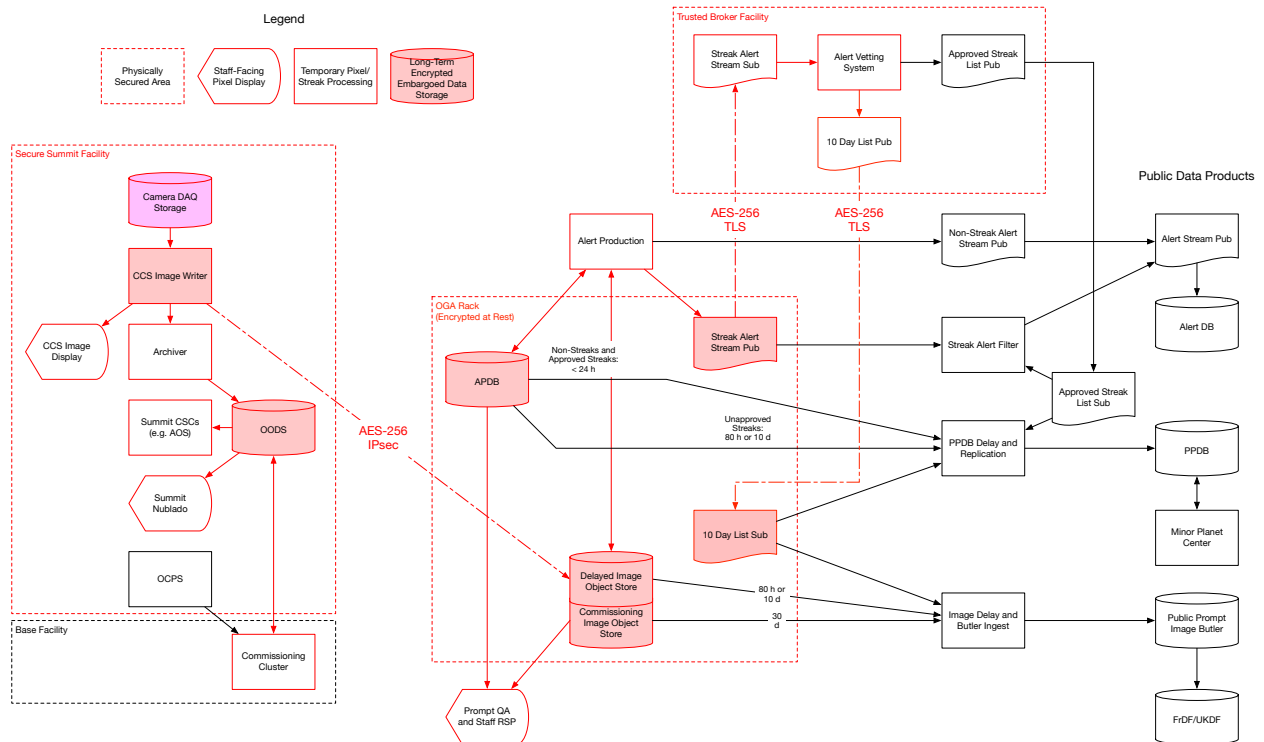 Legend
Physically
Secured Area
Staff-Facing
Pixel Display
Temporary Pixel/
Streak Processing
Long-Term
Encrypted
Embargoed Data
Storage
Trusted Broker Facility
Streak Alert
Stream Sub
Alert Vetting
System
Approved Streak
List Pub
10 Day List Pub
Secure Summit Facility
Camera DAQ
Storage
CCS Image Writer
CCS Image
Display
Archiver
Summit CSCs
(e.g. AOS)
OODS
Summit
Nublado
OCPS
Base Facility
Commissioning
Cluster
AES-256
IPsec
AES-256
TLS
AES-256
TLS
Public Data Products
Alert Production
Non-Streak Alert
Stream Pub
Alert Stream Pub
Alert DB
OGA Rack
(Encrypted at Rest)
Streak Alert
Stream Pub
Streak Alert Filter
Non-Streaks and
Approved Streaks:
< 24 h
APDB
Approved Streak
List Sub
Unapproved
Streaks:
80 h or 10 d
PPDB Delay and
Replication
PPDB
10 Day List Sub
Minor Planet
Center
Delayed Image
Object Store
80 h or
10 d
Commissioning
Image Object
Store
30
d
Image Delay and
Butler Ingest
Public Prompt
Image Butler
Prompt QA
and Staff RSP
FrDF/UKDF